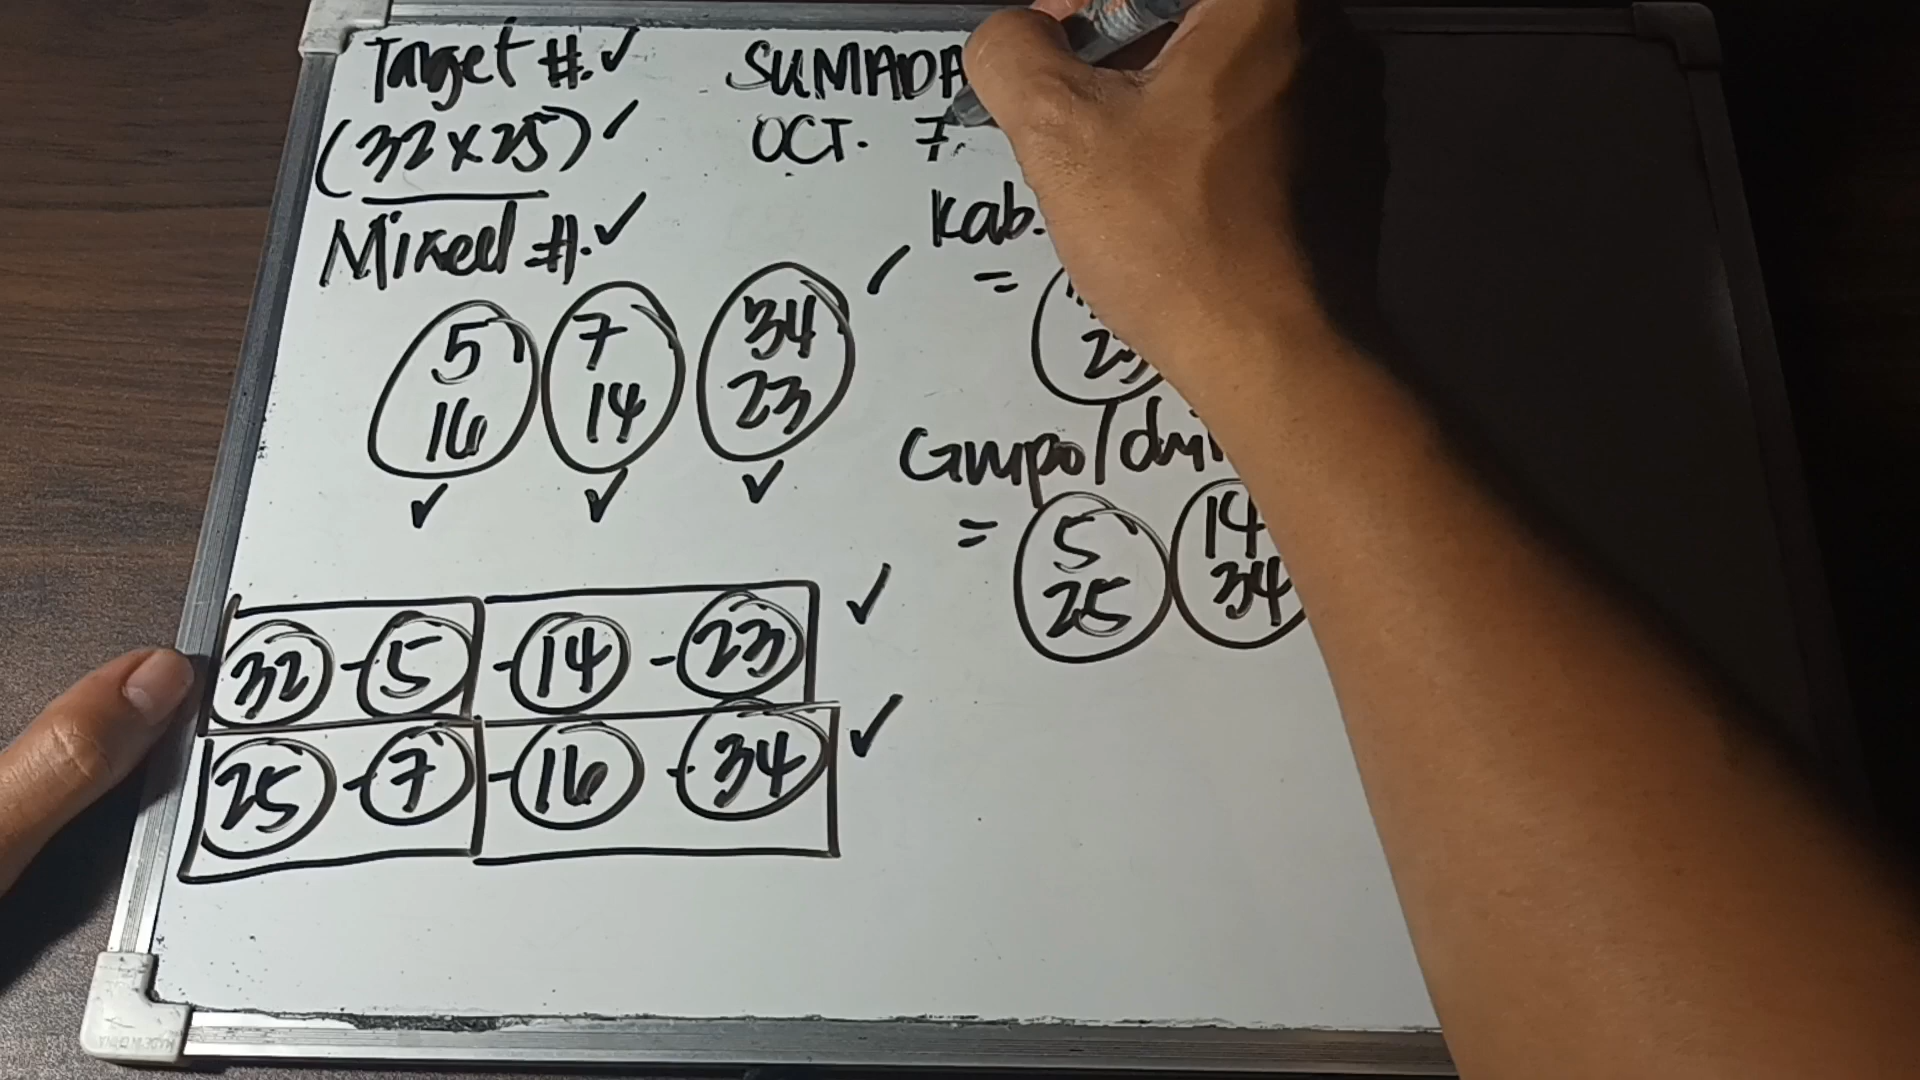 Target #. ✓
(32 x 25) ✓
Mixed #. ✓
5 7 34 ✓
16 14 23
✓ ✓ ✓
32 - 5 - 14 - 23 ✓
25 - 7 - 16 - 34 ✓
SUMADA
OCT. 7
Kab.
=
Grupo/
= 5 14
25 34